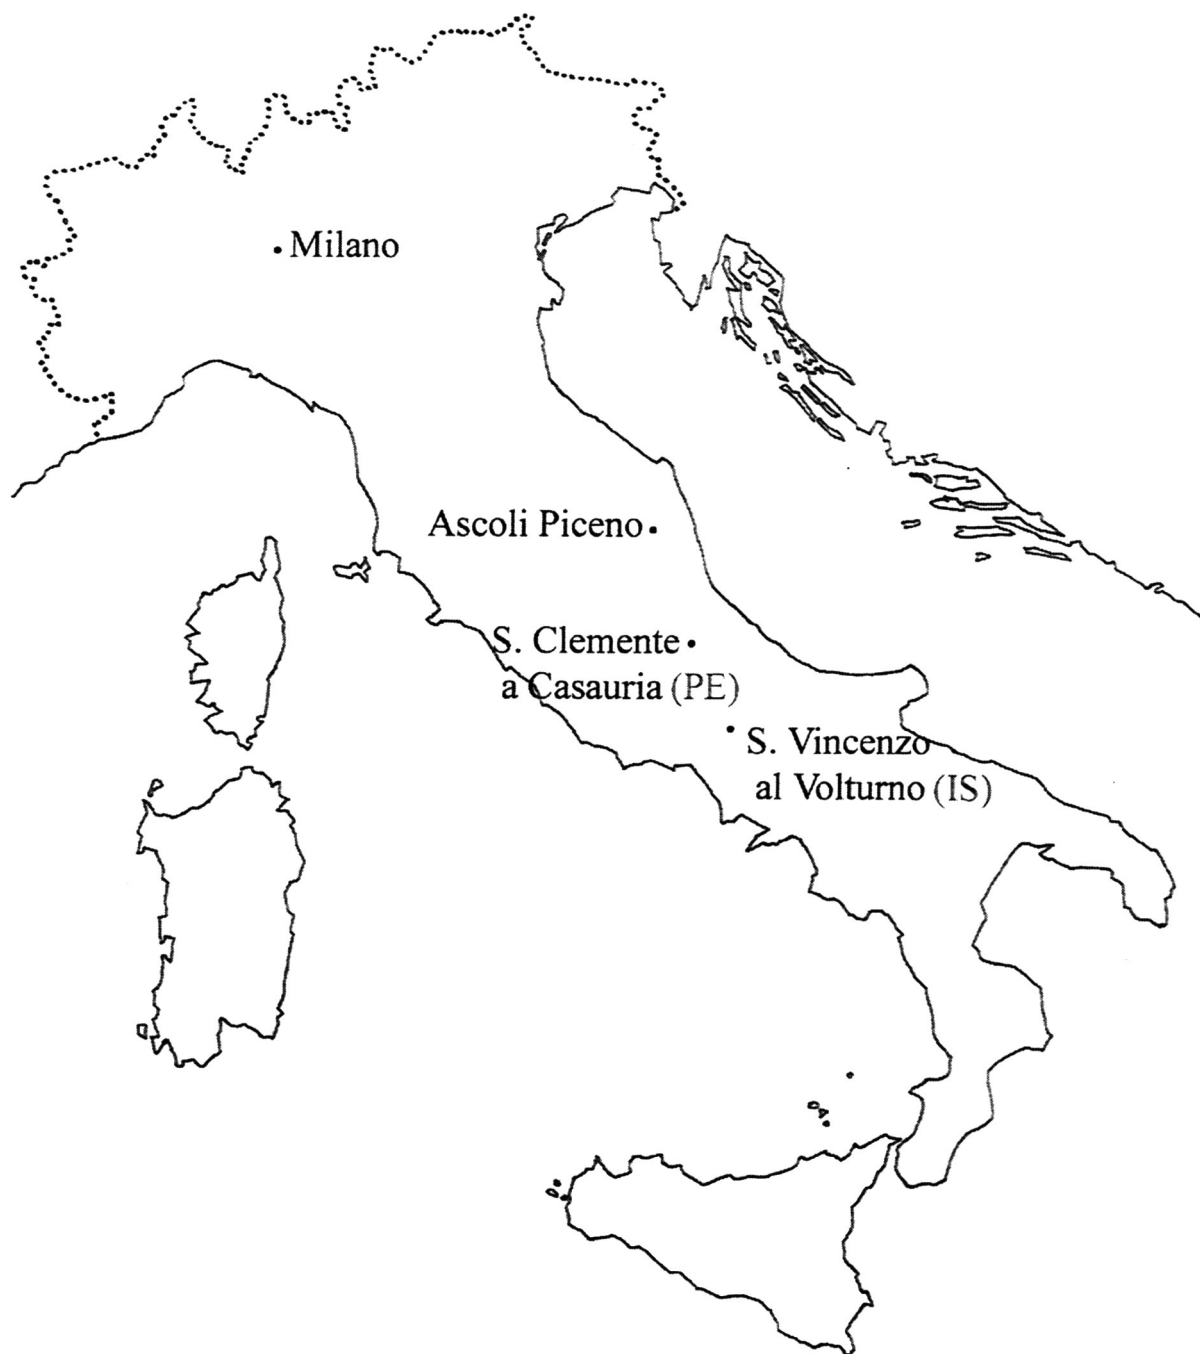 Milano
Ascoli Piceno
S. Clemente
a Casauria (PE)
S. Vincenzo
al Volturno (IS)